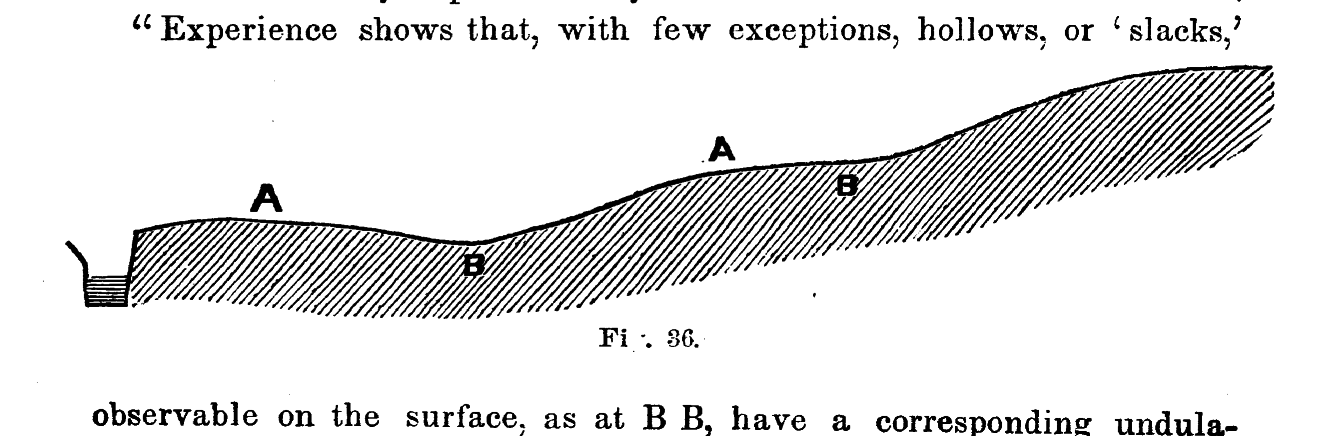 “Experience shows that, with few exceptions, hollows, or ‘slacks,’
A
A
B
B
Fi . 36.
observable on the surface, as at B B, have a corresponding undula-